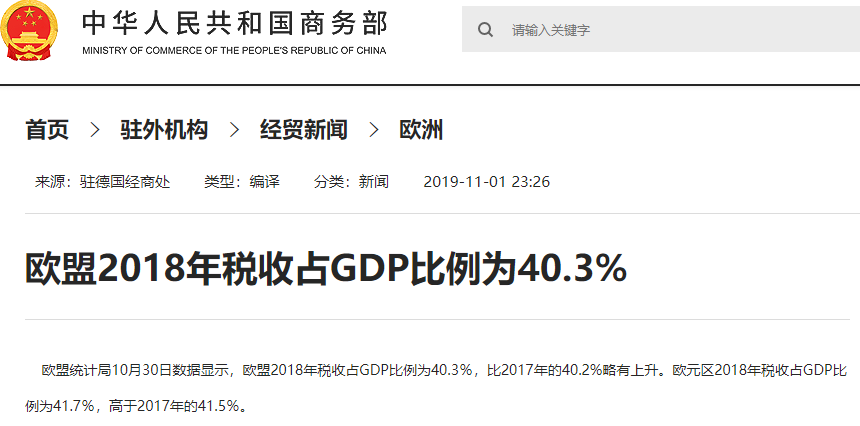 中华人民共和国商务部
MINISTRY OF COMMERCE OF THE PEOPLE'S REPUBLIC OF CHINA
请输入关键字
首页 > 驻外机构 > 经贸新闻 > 欧洲
来源：驻德国经商处 类型：编译 分类：新闻 2019-11-01 23:26
欧盟2018年税收占GDP比例为40.3%
欧盟统计局10月30日数据显示，欧盟2018年税收占GDP比例为40.3%，比2017年的40.2%略有上升。欧元区2018年税收占GDP比
例为41.7%，高于2017年的41.5%。